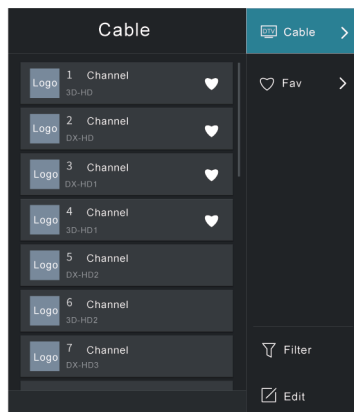 Cable
Logo 1 Channel
3D-HD
Logo 2 Channel
DX-HD
Logo 3 Channel
DX-HD1
Logo 4 Channel
3D-HD1
Logo 5 Channel
DX-HD2
Logo 6 Channel
3D-HD2
Logo 7 Channel
DX-HD3
DTV Cable
Fav
Filter
Edit